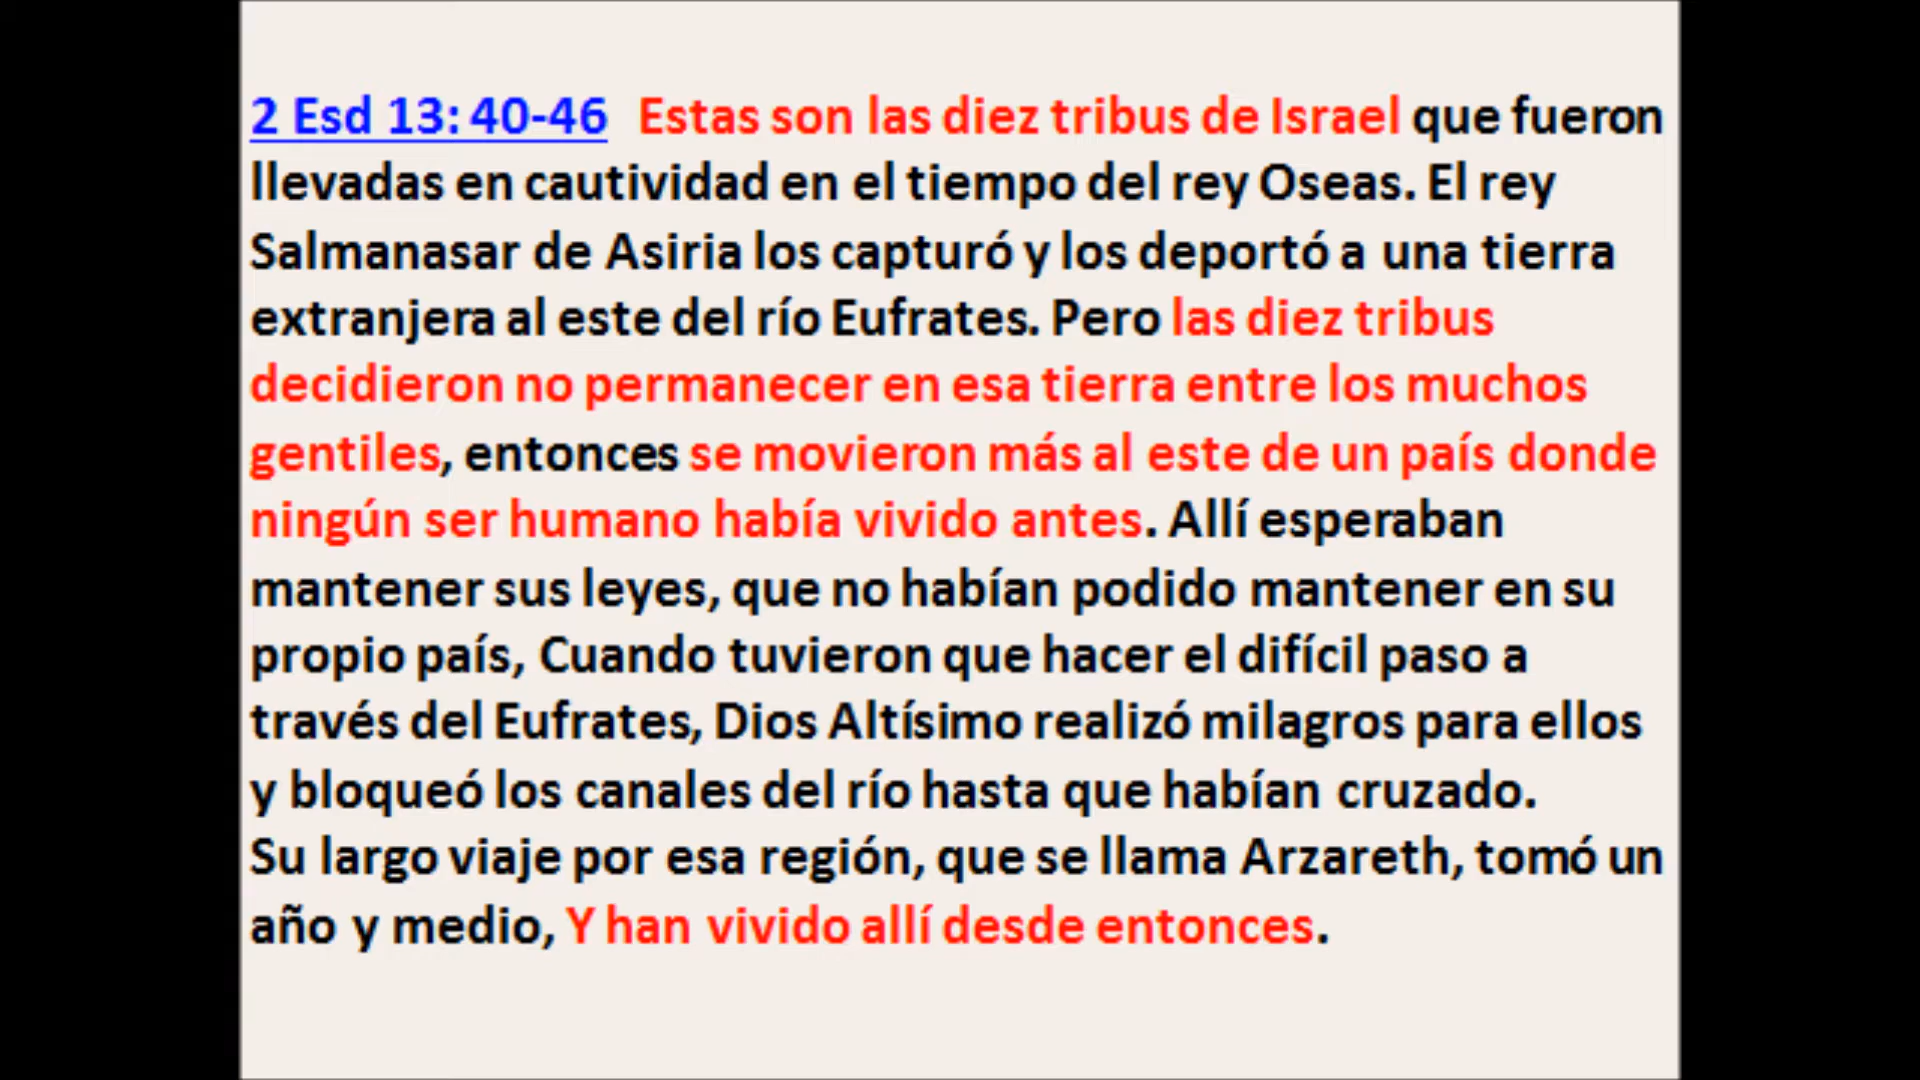 2 Esd 13: 40-46 Estas son las diez tribus de Israel que fueron
llevadas en cautividad en el tiempo del rey Oseas. El rey
Salmanasar de Asiria los capturó y los deportó a una tierra
extranjera al este del río Eufrates. Pero las diez tribus
decidieron no permanecer en esa tierra entre los muchos
gentiles, entonces se movieron más al este de un país donde
ningún ser humano había vivido antes. Allí esperaban
mantener sus leyes, que no habían podido mantener en su
propio país, Cuando tuvieron que hacer el difícil paso a
través del Eufrates, Dios Altísimo realizó milagros para ellos
y bloqueó los canales del río hasta que habían cruzado.
Su largo viaje por esa región, que se llama Arzareth, tomó un
año y medio, Y han vivido allí desde entonces.